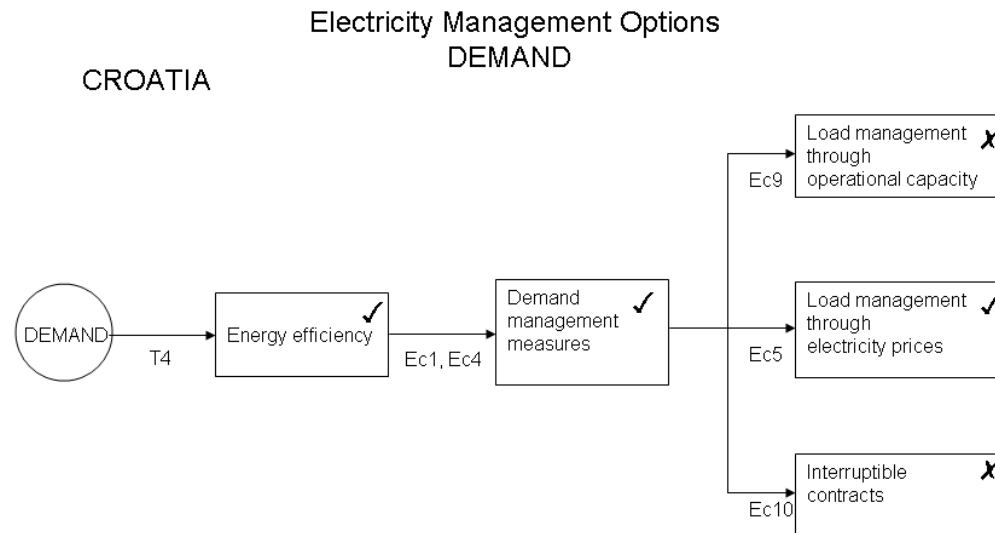 Electricity Management Options
DEMAND
CROATIA
Load management
through
operational capacity
Ec9
DEMAND
T4
Energy efficiency
Ec1, Ec4
Demand
management
measures
Load management
through
electricity prices
Ec5
Interruptible
contracts
Ec10